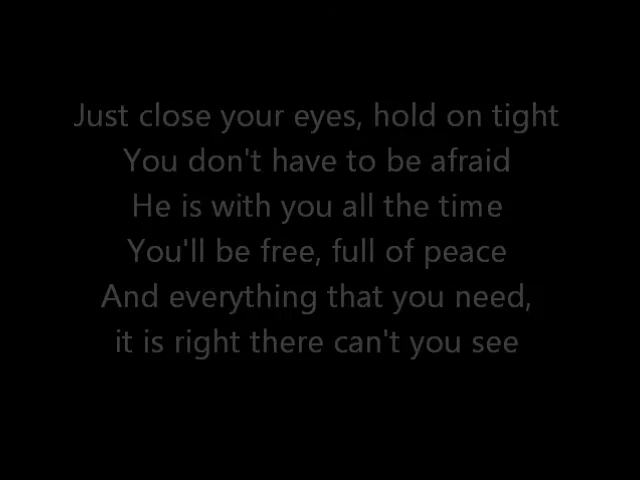 Just close your eyes, hold on tight
You don't have to be afraid
He is with you all the time
You'll be free, full of peace
And everything that you need,
it is right there can't you see